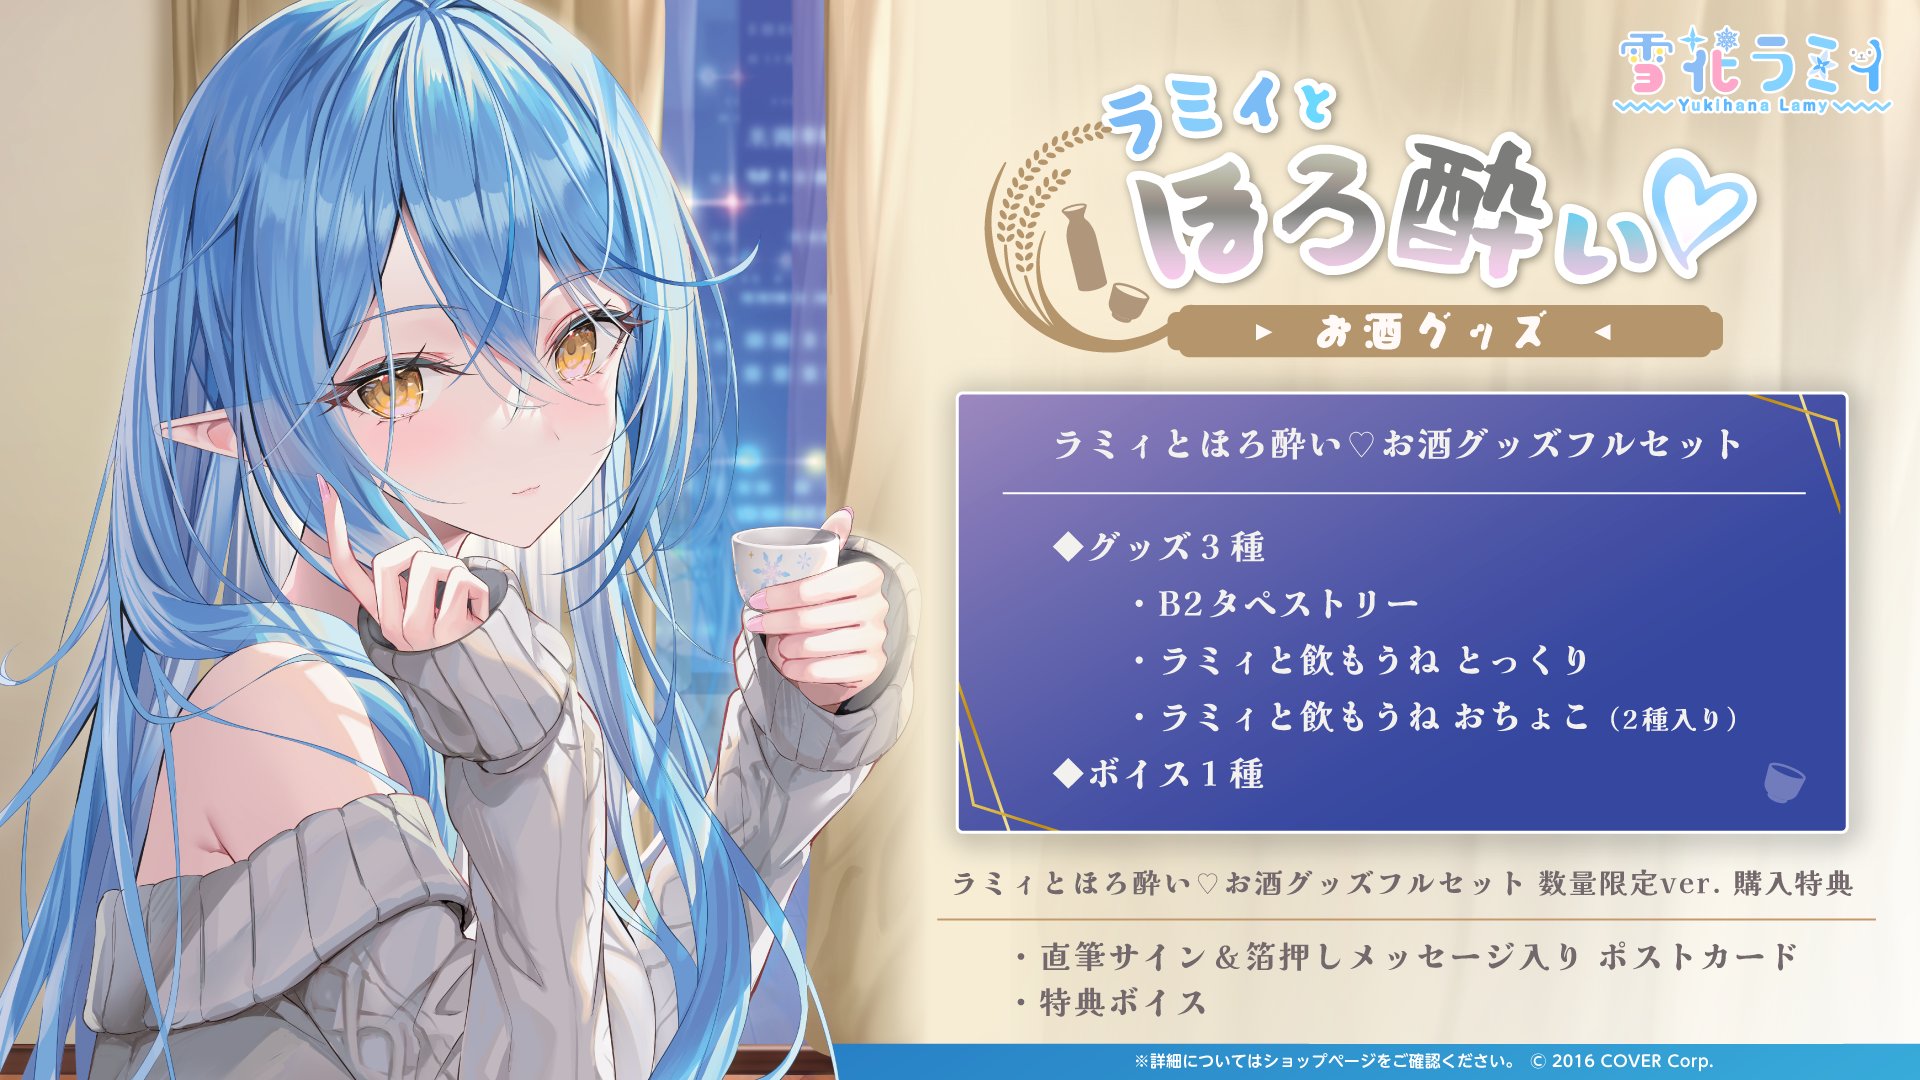 雪花ラミィ
Yukihana Lamy
ラミィと
ほろ酔い♡
▶ お酒グッズ ◀
ラミィとほろ酔い♡お酒グッズフルセット
◆グッズ３種
・B2タペストリー
・ラミィと飲もうね とっくり
・ラミィと飲もうね おちょこ（2種入り）
◆ボイス１種
ラミィとほろ酔い♡お酒グッズフルセット 数量限定ver. 購入特典
・直筆サイン＆箔押しメッセージ入り ポストカード
・特典ボイス
※詳細についてはショップページをご確認ください。 © 2016 COVER Corp.